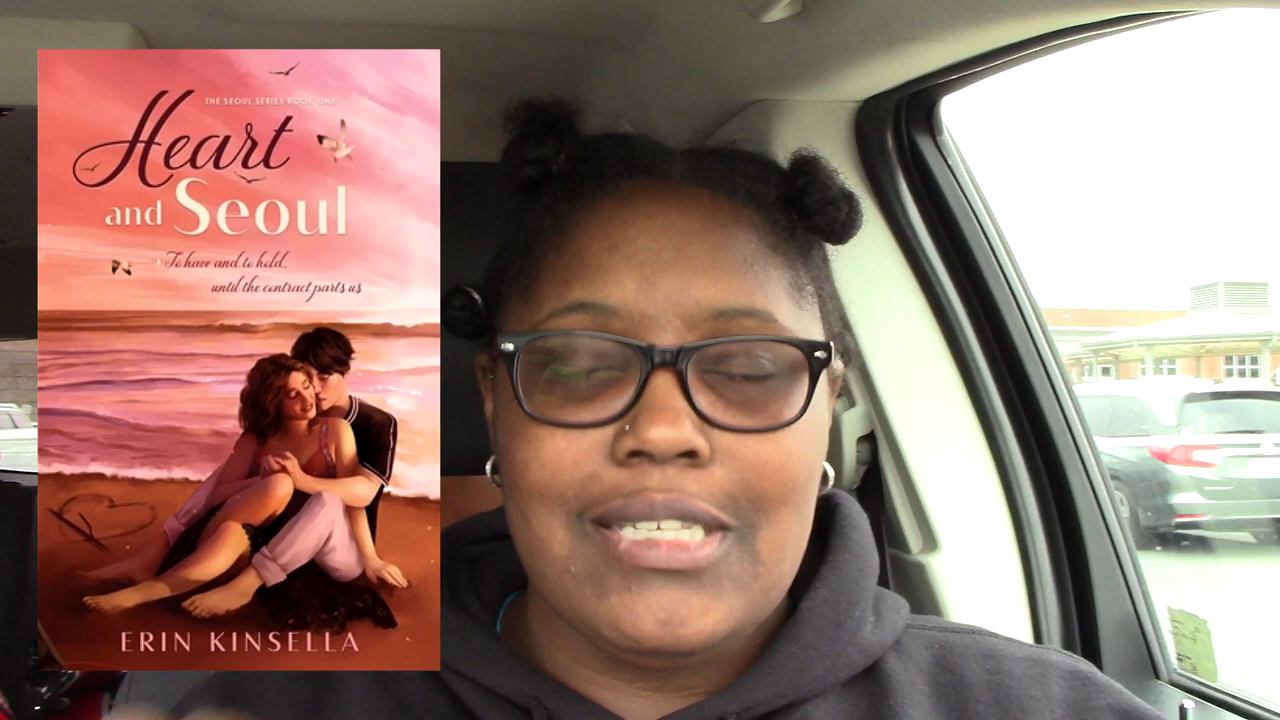 THE SEOUL SERIES BOOK ONE
Heart
and Seoul
To have and to hold,
until the contract parts us
ERIN KINSELLA